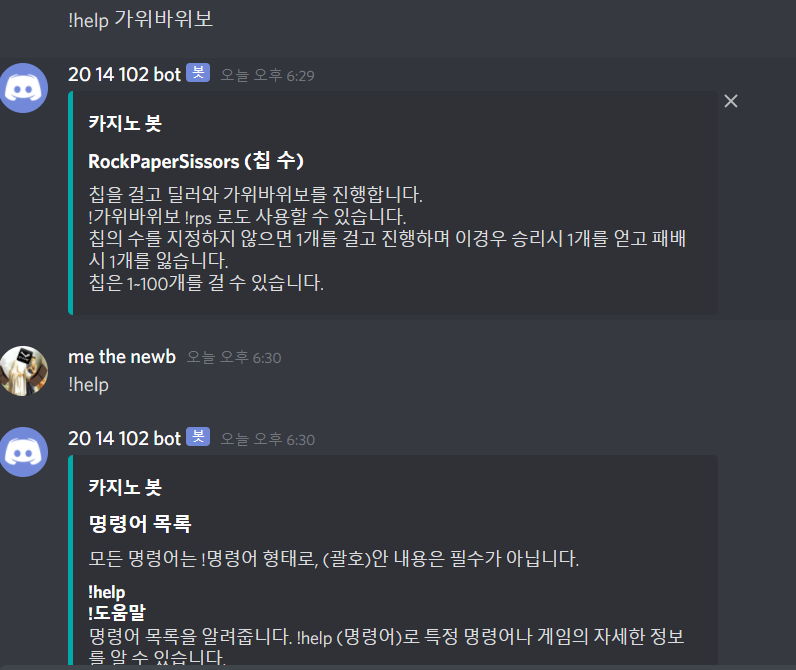 !help 가위바위보
20 14 102 bot 봇 오늘 오후 6:29
카지노 봇
RockPaperSissors (칩 수)
칩을 걸고 딜러와 가위바위보를 진행합니다.
!가위바위보 !rps 로도 사용할 수 있습니다.
칩의 수를 지정하지 않으면 1개를 걸고 진행하며 이경우 승리시 1개를 얻고 패배
시 1개를 잃습니다.
칩은 1~100개를 걸 수 있습니다.
me the newb 오늘 오후 6:30
!help
20 14 102 bot 봇 오늘 오후 6:30
카지노 봇
명령어 목록
모든 명령어는 !명령어 형태로, (괄호)안 내용은 필수가 아닙니다.
!help
!도움말
명령어 목록을 알려줍니다. !help (명령어)로 특정 명령어나 게임의 자세한 정보
를 알 수 있습니다.